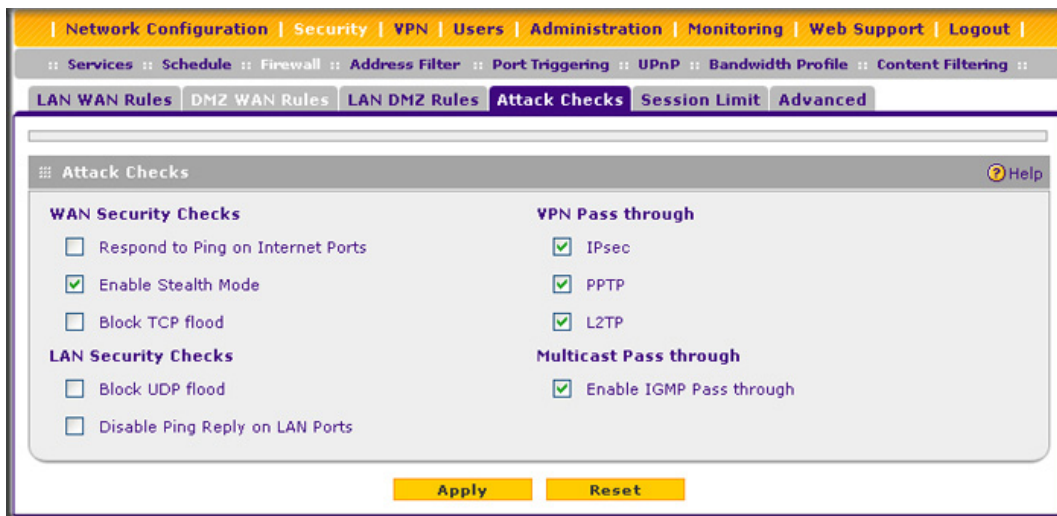 | Network Configuration | Security | VPN | Users | Administration | Monitoring | Web Support | Logout |
:: Services :: Schedule :: Firewall :: Address Filter :: Port Triggering :: UPnP :: Bandwidth Profile :: Content Filtering ::
LAN WAN Rules DMZ WAN Rules LAN DMZ Rules Attack Checks Session Limit Advanced
Attack Checks ? Help
WAN Security Checks
Respond to Ping on Internet Ports
Enable Stealth Mode
Block TCP flood
LAN Security Checks
Block UDP flood
Disable Ping Reply on LAN Ports
VPN Pass through
IPsec
PPTP
L2TP
Multicast Pass through
Enable IGMP Pass through
Apply Reset